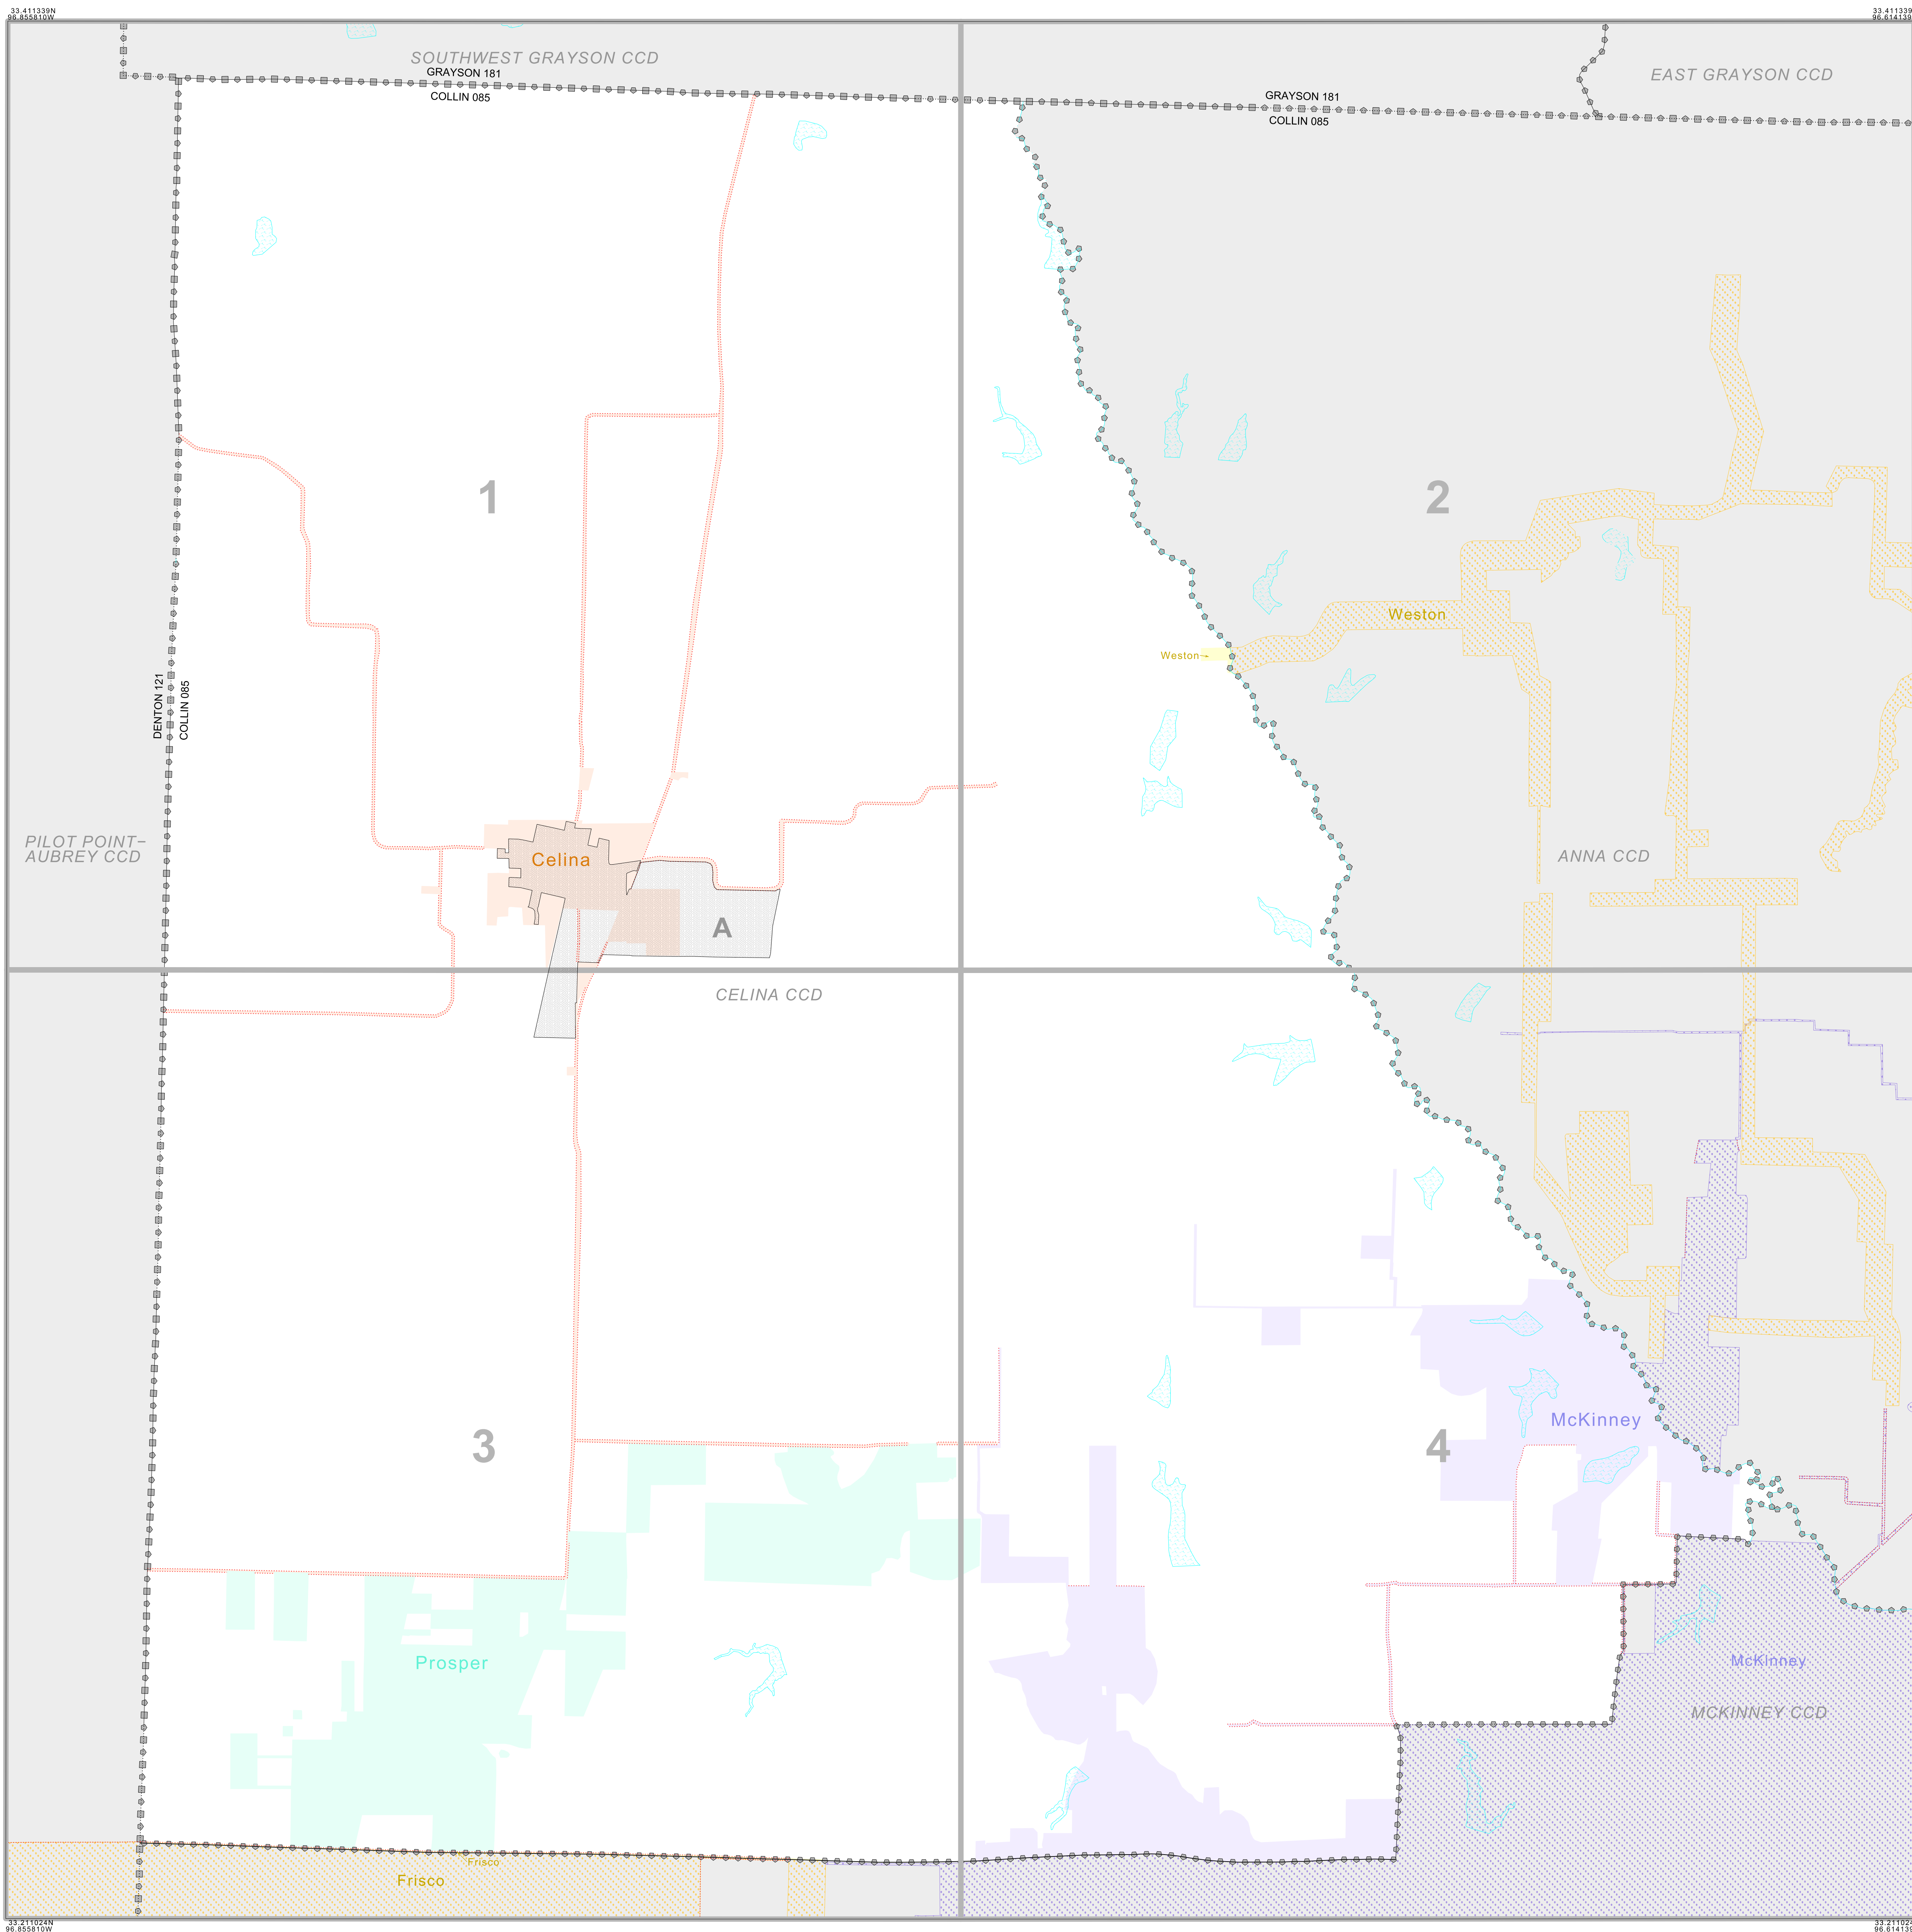 33.411339N
96.855810W
33.411339
96.614139
SOUTHWEST GRAYSON CCD
GRAYSON 181
COLLIN 085
EAST GRAYSON CCD
GRAYSON 181
COLLIN 085
1
2
Weston
Weston
DENTON 121
COLLIN 085
PILOT POINT–
AUBREY CCD
Celina
ANNA CCD
A
CELINA CCD
McKinney
3
4
Prosper
McKinney
MCKINNEY CCD
Frisco
Frisco
33.211024N
96.855810W
33.211024
96.614139